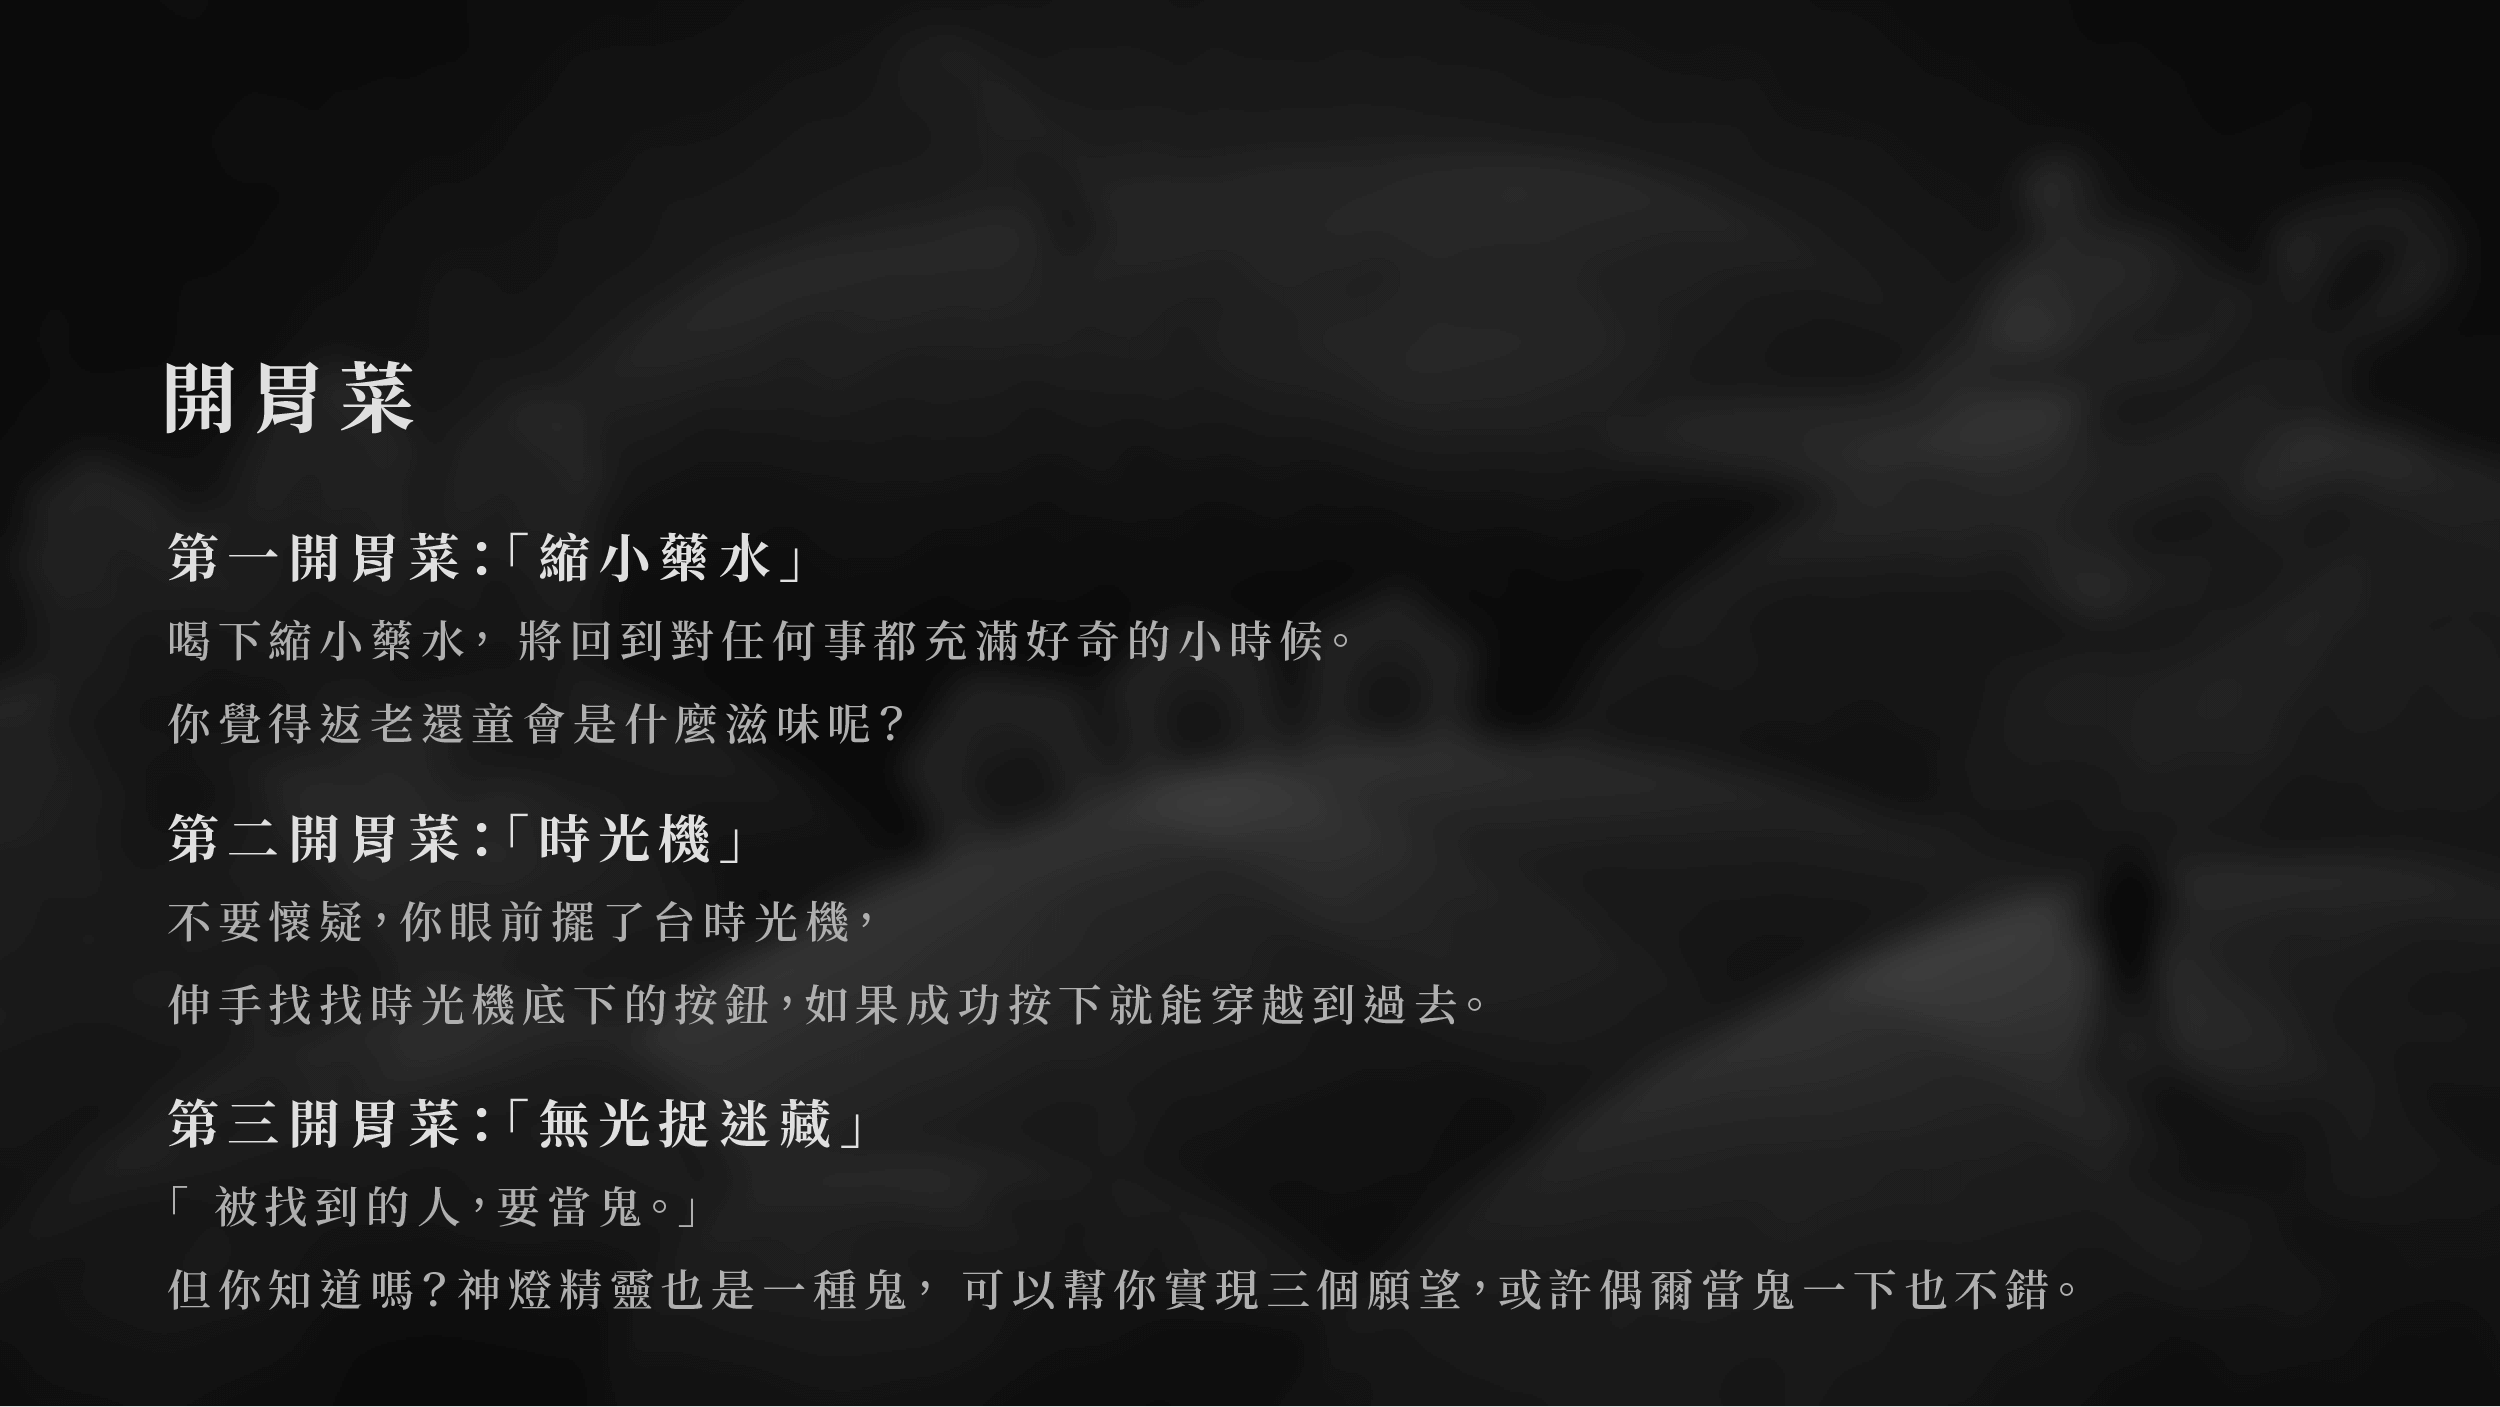 開胃菜
第一開胃菜：「縮小藥水」
喝下縮小藥水， 將回到對任何事都充滿好奇的小時候。
你覺得返老還童會是什麼滋味呢？
第二開胃菜：「時光機」
不要懷疑，你眼前擺了台時光機，
伸手找找時光機底下的按鈕，如果成功按下就能穿越到過去。
第三開胃菜：「無光捉迷藏」
「 被找到的人，要當鬼。」
但你知道嗎？神燈精靈也是一種鬼， 可以幫你實現三個願望，或許偶爾當鬼一下也不錯。